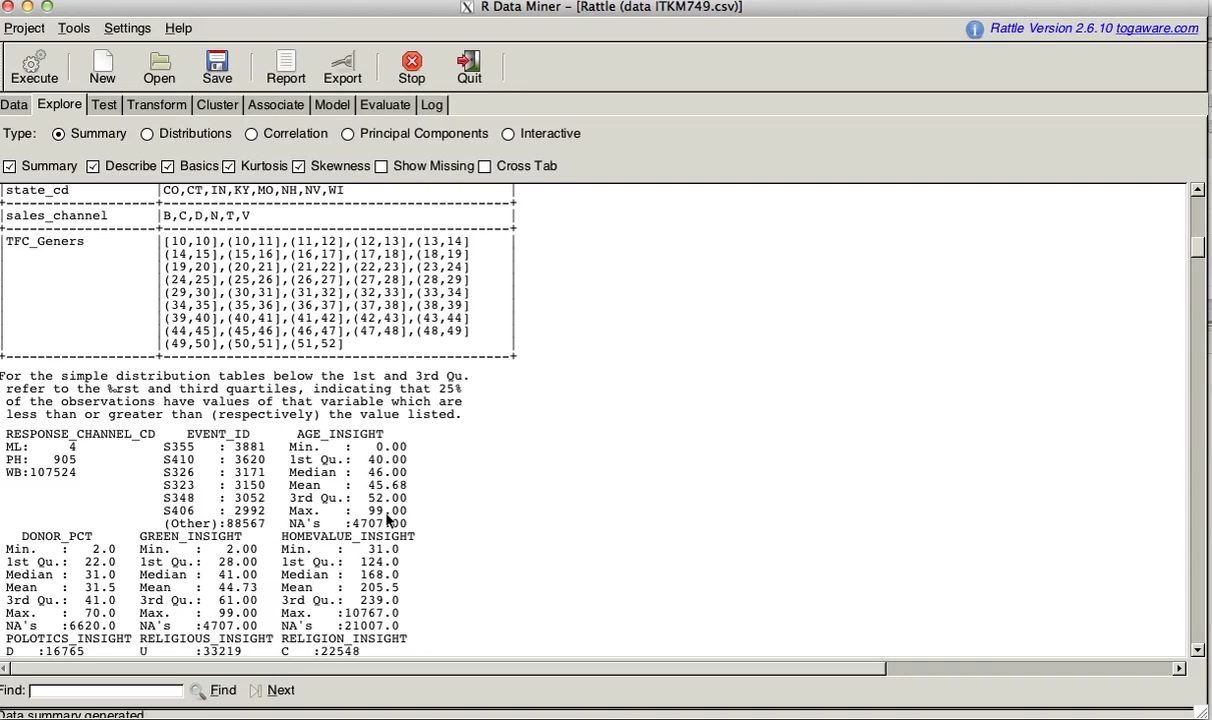 R Data Miner - [Rattle (data ITKM749.csv)]
Project Tools Settings Help
Rattle Version 2.6.10 togaware.com
Execute New Open Save Report Export Stop Quit
Data Explore Test Transform Cluster Associate Model Evaluate Log
Type: Summary Distributions Correlation Principal Components Interactive
Summary Describe Basics Kurtosis Skewness Show Missing Cross Tab
|state_cd |CO,CT,IN,KY,MO,NH,NV,WI |
+------------------+------------------------------------------+
|sales_channel |B,C,D,N,T,V |
+------------------+------------------------------------------+
|TFC_Geners |[10,10],(10,11],(11,12],(12,13],(13,14] |
| |(14,15],(15,16],(16,17],(17,18],(18,19] |
| |(19,20],(20,21],(21,22],(22,23],(23,24] |
| |(24,25],(25,26],(26,27],(27,28],(28,29] |
| |(29,30],(30,31],(31,32],(32,33],(33,34] |
| |(34,35],(35,36],(36,37],(37,38],(38,39] |
| |(39,40],(40,41],(41,42],(42,43],(43,44] |
| |(44,45],(45,46],(46,47],(47,48],(48,49] |
| |(49,50],(50,51],(51,52] |
+------------------+------------------------------------------+
For the simple distribution tables below the 1st and 3rd Qu.
refer to the %rst and third quartiles, indicating that 25%
of the observations have values of that variable which are
less than or greater than (respectively) the value listed.
RESPONSE_CHANNEL_CD EVENT_ID AGE_INSIGHT
ML: 4 S355 : 3881 Min. : 0.00
PH: 905 S410 : 3620 1st Qu.: 40.00
WB:107524 S326 : 3171 Median : 46.00
S323 : 3150 Mean : 45.68
S348 : 3052 3rd Qu.: 52.00
S406 : 2992 Max. : 99.00
(Other):88567 NA's :4707.00
DONOR_PCT GREEN_INSIGHT HOMEVALUE_INSIGHT
Min. : 2.0 Min. : 2.00 Min. : 31.0
1st Qu.: 22.0 1st Qu.: 28.00 1st Qu.: 124.0
Median : 31.0 Median : 41.00 Median : 168.0
Mean : 31.5 Mean : 44.73 Mean : 205.5
3rd Qu.: 41.0 3rd Qu.: 61.00 3rd Qu.: 239.0
Max. : 70.0 Max. : 99.00 Max. :10767.0
NA's :6620.0 NA's :4707.00 NA's :21007.0
POLOTICS_INSIGHT RELIGIOUS_INSIGHT RELIGION_INSIGHT
D :16765 U :33219 C :22548
Find: Find Next
Data summary generated